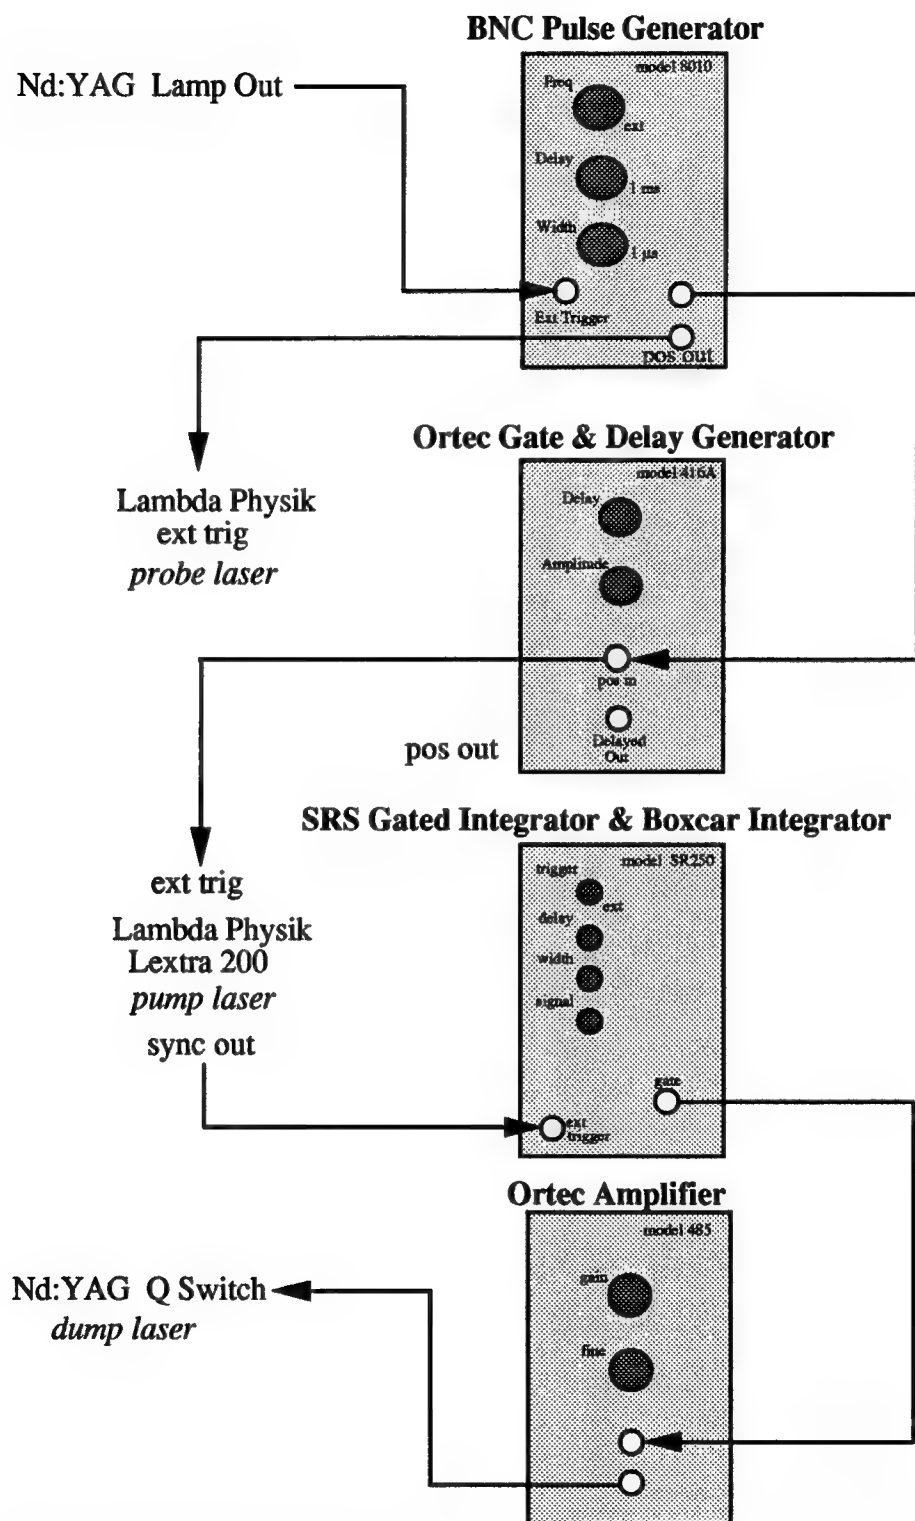 BNC Pulse Generator
model 8010
Nd:YAG Lamp Out
Freq
ext
Delay
1 ms
Width
1 µs
Ext Trigger
pos out
Ortec Gate & Delay Generator
model 416A
Delay
Lambda Physik
ext trig
probe laser
Amplitude
pos in
Delayed
Out
pos out
SRS Gated Integrator & Boxcar Integrator
model SR250
trigger
ext
delay
width
signal
ext trig
Lambda Physik
Lextra 200
pump laser
sync out
gate
ext
trigger
Ortec Amplifier
model 485
gain
Nd:YAG Q Switch
dump laser
fine